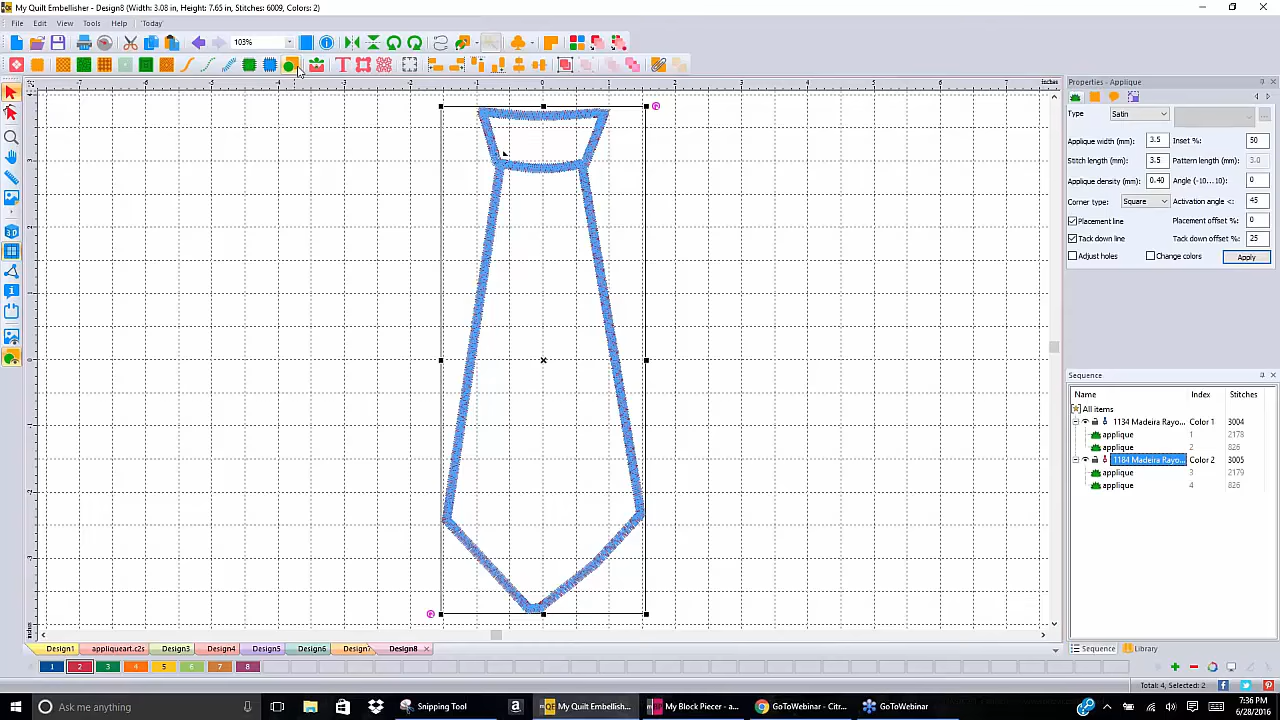 My Quilt Embellisher - Design8 (Width: 3.08 in, Height: 7.65 in, Stitches: 6009, Colors: 2)
File Edit View Tools Help 'Today'
103%
inches
Properties - Applique
Type Satin
Applique width (mm): 3.5 Inset %: 50
Stitch length (mm): 3.5 Pattern length (mm): 3.0
Applique density (mm): 0.40 Angle (-10...10): 0
Corner type: Square Activation angle <: 45
Placement line Placement offset %: 0
Tack down line Tack down offset %: 25
Adjust holes Change colors Apply
Sequence
Name Index Stitches
All items
1134 Madeira Rayo... Color 1 3004
applique 1 2178
applique 2 826
1184 Madeira Rayo... Color 2 3005
applique 3 2179
applique 4 826
Design1 appliqueart.c2s Design3 Design4 Design5 Design6 Design7 Design8
Sequence Library
1 2 3 4 5 6 7 8
Total: 4, Selected: 2
Ask me anything
Snipping Tool
My Quilt Embellish...
My Block Piecer - a...
GoToWebinar - Citr...
GoToWebinar
7:36 PM
6/28/2016